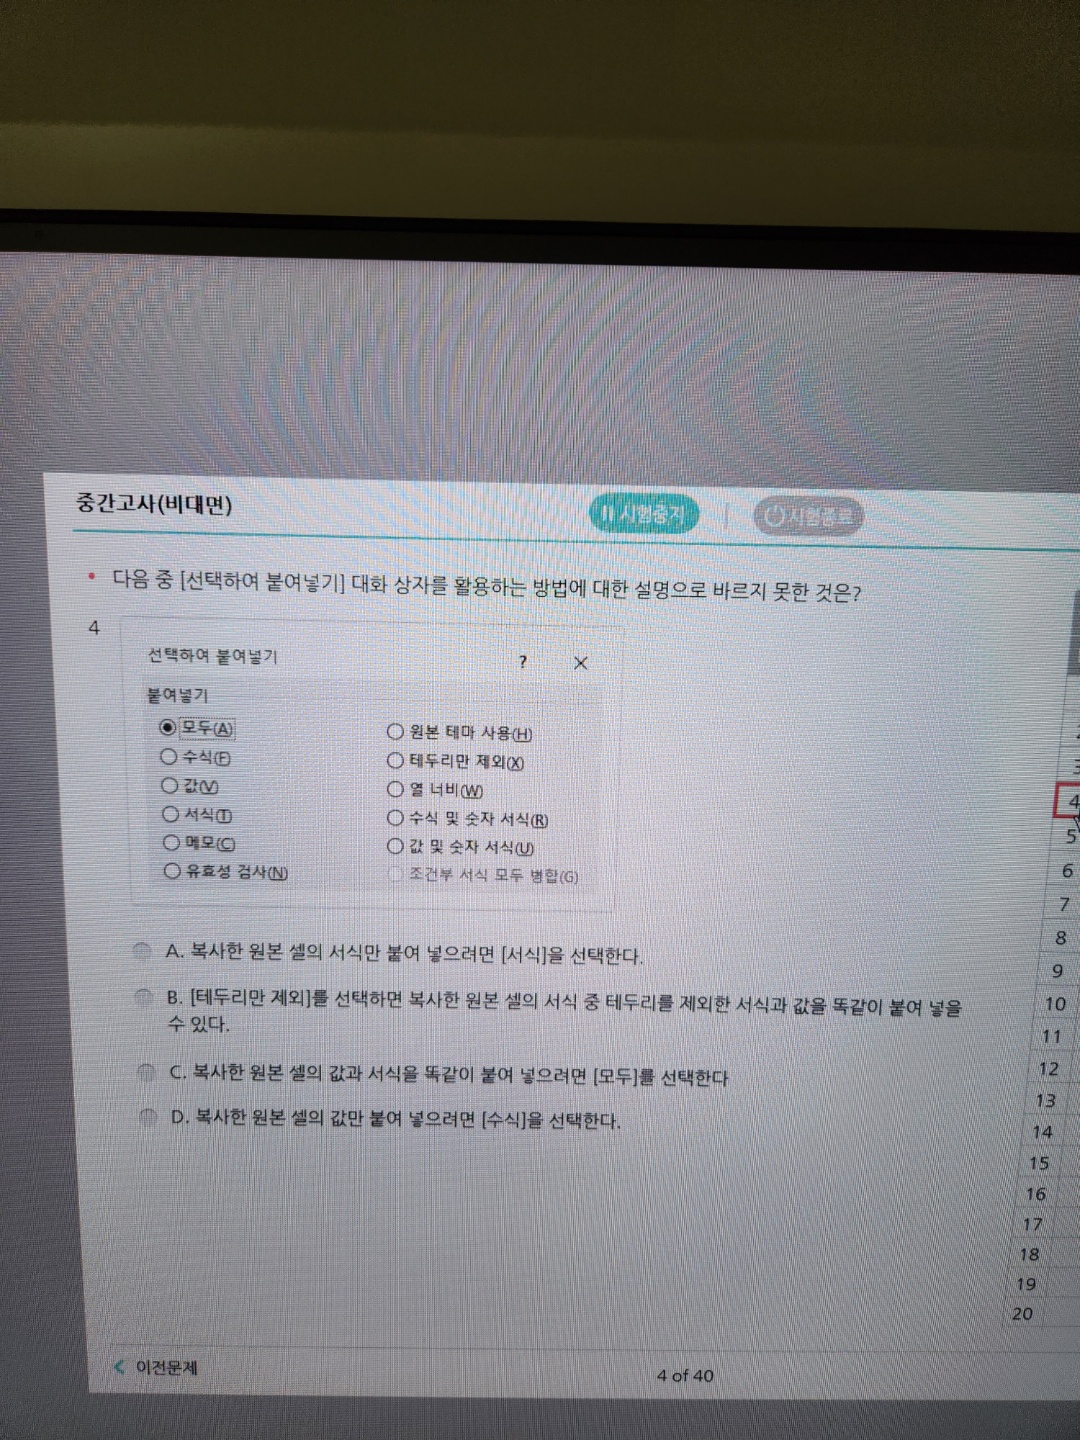 중간고사(비대면)
시험중지
시험종료
• 다음 중 [선택하여 붙여넣기] 대화 상자를 활용하는 방법에 대한 설명으로 바르지 못한 것은?
4
선택하여 붙여넣기 ? ×
붙여넣기
모두(A)
수식(F)
값(V)
서식(T)
메모(C)
유효성 검사(N)
원본 테마 사용(H)
테두리만 제외(X)
열 너비(W)
수식 및 숫자 서식(R)
값 및 숫자 서식(U)
조건부 서식 모두 병합(G)
A. 복사한 원본 셀의 서식만 붙여 넣으려면 [서식]을 선택한다.
B. [테두리만 제외]를 선택하면 복사한 원본 셀의 서식 중 테두리를 제외한 서식과 값을 똑같이 붙여 넣을
수 있다.
C. 복사한 원본 셀의 값과 서식을 똑같이 붙여 넣으려면 [모두]를 선택한다
D. 복사한 원본 셀의 값만 붙여 넣으려면 [수식]을 선택한다.
3
4
5
6
7
8
9
10
11
12
13
14
15
16
17
18
19
20
이전문제
4 of 40